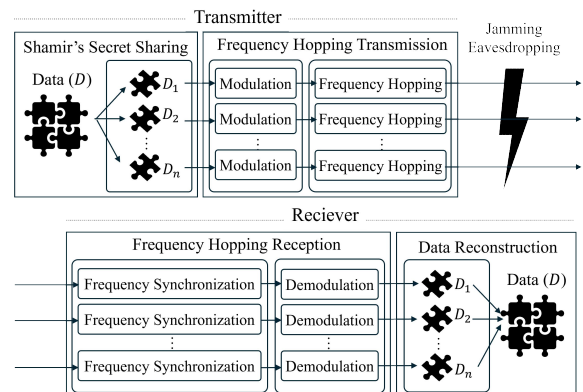 Transmitter
Jamming
Eavesdropping
Shamir's Secret Sharing
Frequency Hopping Transmission
Data (D)
D1
Modulation
Frequency Hopping
D2
Modulation
Frequency Hopping
⋮
⋮
⋮
Dn
Modulation
Frequency Hopping
Reciever
Frequency Hopping Reception
Data Reconstruction
Frequency Synchronization
Demodulation
D1
Data (D)
Frequency Synchronization
Demodulation
D2
⋮
⋮
⋮
Frequency Synchronization
Demodulation
Dn